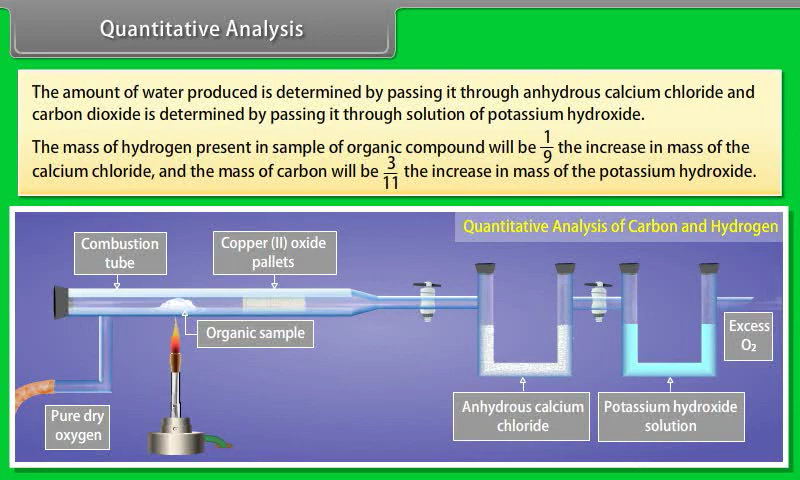 Quantitative Analysis
The amount of water produced is determined by passing it through anhydrous calcium chloride and
carbon dioxide is determined by passing it through solution of potassium hydroxide.
The mass of hydrogen present in sample of organic compound will be 1/9 the increase in mass of the
calcium chloride, and the mass of carbon will be 3/11 the increase in mass of the potassium hydroxide.
Quantitative Analysis of Carbon and Hydrogen
Combustion
tube
Copper (II) oxide
pallets
Organic sample
Excess
O₂
Pure dry
oxygen
Anhydrous calcium
chloride
Potassium hydroxide
solution